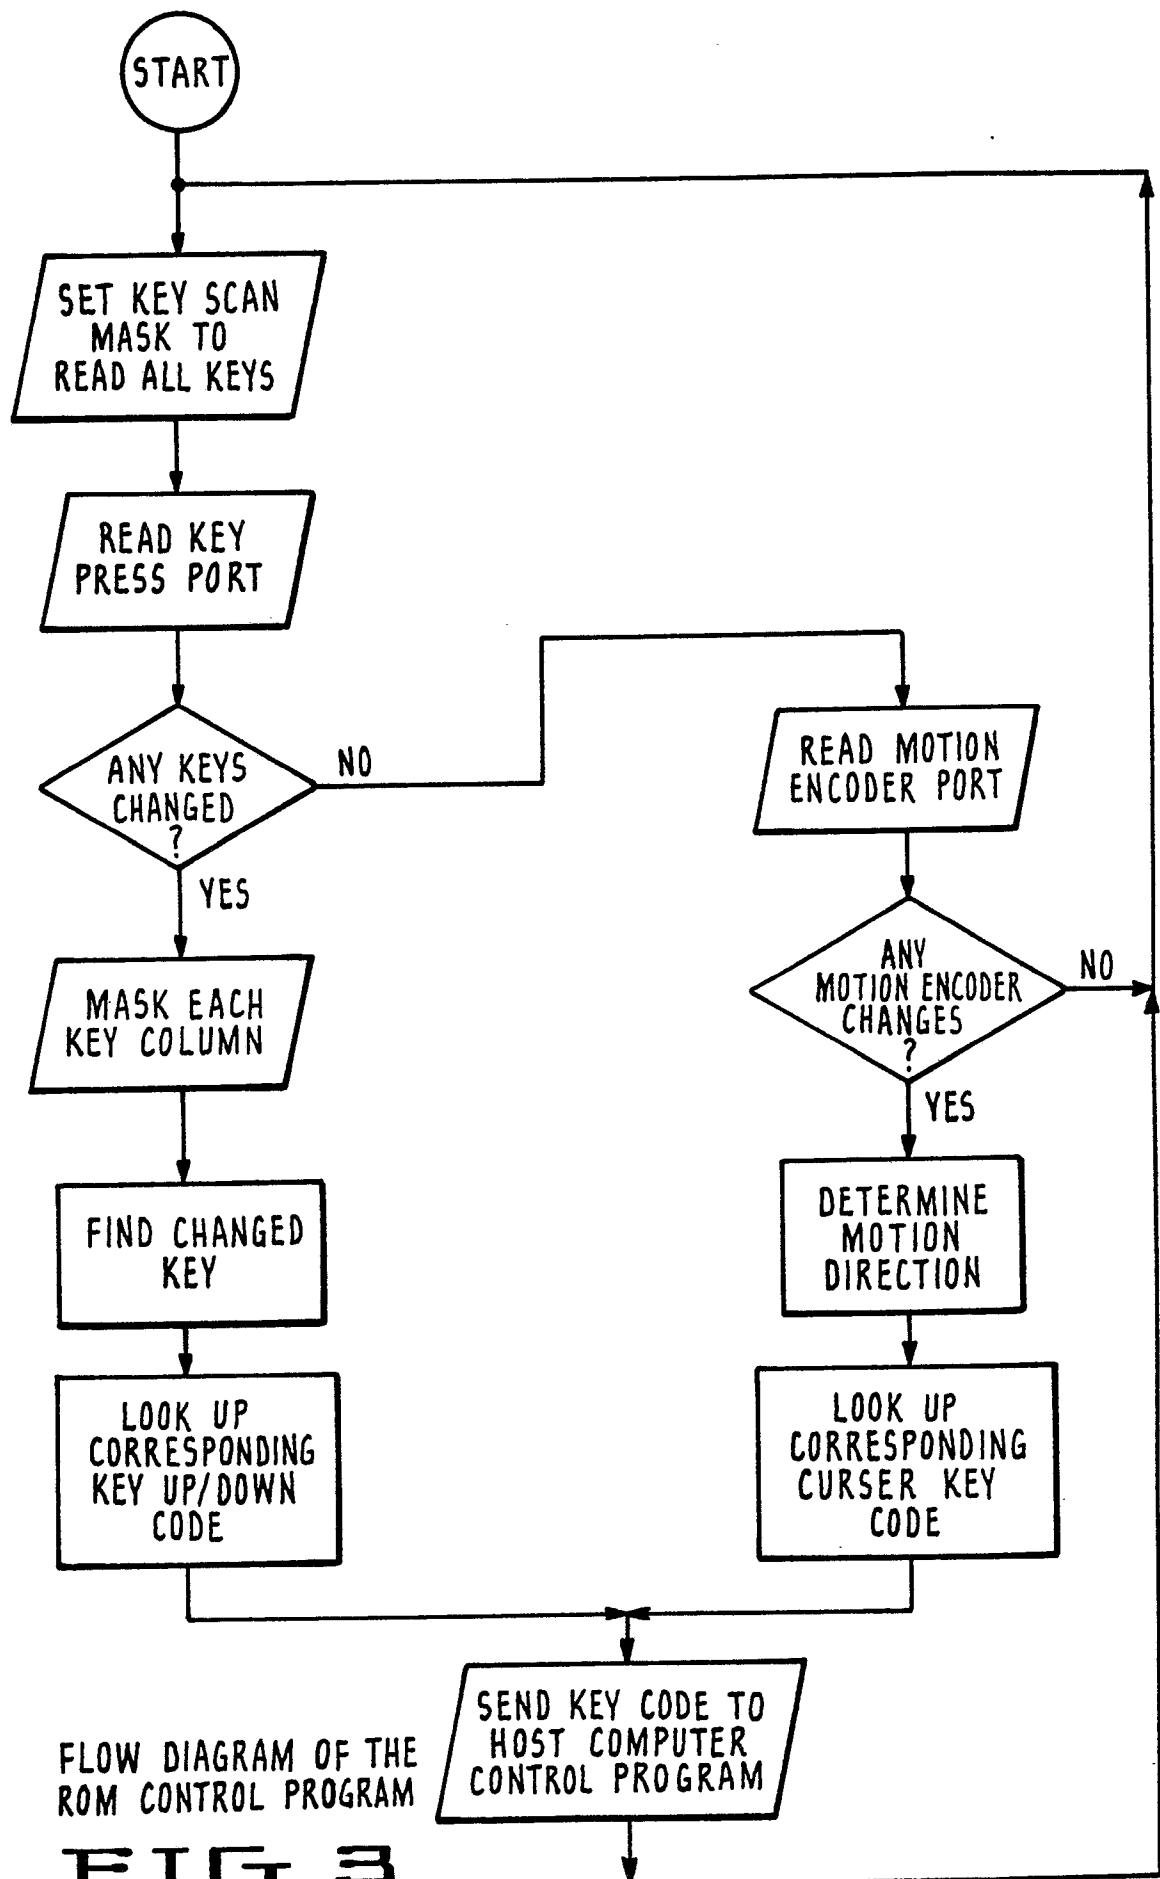 START
SET KEY SCAN
MASK TO
READ ALL KEYS
READ KEY
PRESS PORT
ANY KEYS
CHANGED
?
NO
YES
READ MOTION
ENCODER PORT
ANY
MOTION ENCODER
CHANGES
?
NO
YES
MASK EACH
KEY COLUMN
FIND CHANGED
KEY
LOOK UP
CORRESPONDING
KEY UP/DOWN
CODE
DETERMINE
MOTION
DIRECTION
LOOK UP
CORRESPONDING
CURSER KEY
CODE
SEND KEY CODE TO
HOST COMPUTER
CONTROL PROGRAM
FLOW DIAGRAM OF THE
ROM CONTROL PROGRAM
FIG 3